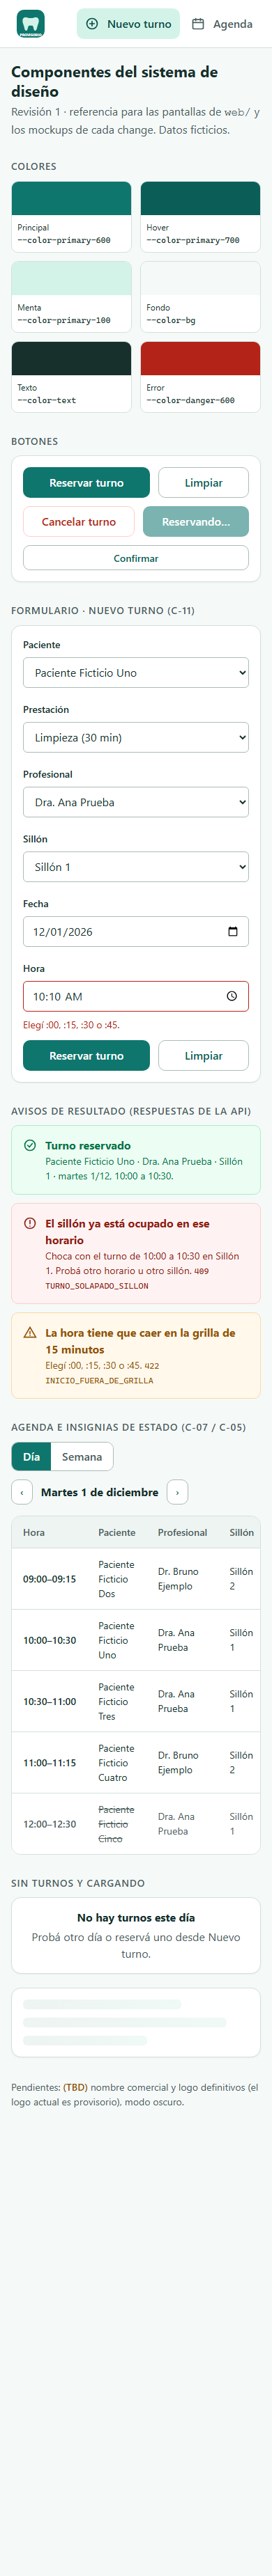 PROVISORIO
Nuevo turno
Agenda
Componentes del sistema de
diseño
Revisión 1 · referencia para las pantallas de web/ y
los mockups de cada change. Datos ficticios.
COLORES
Principal
--color-primary-600
Hover
--color-primary-700
Menta
--color-primary-100
Fondo
--color-bg
Texto
--color-text
Error
--color-danger-600
BOTONES
Reservar turno
Limpiar
Cancelar turno
Reservando…
Confirmar
FORMULARIO · NUEVO TURNO (C-11)
Paciente
Paciente Ficticio Uno
Prestación
Limpieza (30 min)
Profesional
Dra. Ana Prueba
Sillón
Sillón 1
Fecha
12/01/2026
Hora
10:10 AM
Elegí :00, :15, :30 o :45.
Reservar turno
Limpiar
AVISOS DE RESULTADO (RESPUESTAS DE LA API)
Turno reservado
Paciente Ficticio Uno · Dra. Ana Prueba · Sillón
1 · martes 1/12, 10:00 a 10:30.
El sillón ya está ocupado en ese
horario
Choca con el turno de 10:00 a 10:30 en Sillón
1. Probá otro horario u otro sillón. 409
TURNO_SOLAPADO_SILLON
La hora tiene que caer en la grilla de
15 minutos
Elegí :00, :15, :30 o :45. 422
INICIO_FUERA_DE_GRILLA
AGENDA E INSIGNIAS DE ESTADO (C-07 / C-05)
Día
Semana
‹
Martes 1 de diciembre
›
Hora
Paciente
Profesional
Sillón
09:00–09:15
Paciente
Ficticio
Dos
Dr. Bruno
Ejemplo
Sillón
2
10:00–10:30
Paciente
Ficticio
Uno
Dra. Ana
Prueba
Sillón
1
10:30–11:00
Paciente
Ficticio
Tres
Dra. Ana
Prueba
Sillón
1
11:00–11:15
Paciente
Ficticio
Cuatro
Dr. Bruno
Ejemplo
Sillón
2
12:00–12:30
Paciente
Ficticio
Cinco
Dra. Ana
Prueba
Sillón
1
SIN TURNOS Y CARGANDO
No hay turnos este día
Probá otro día o reservá uno desde Nuevo
turno.
Pendientes: (TBD) nombre comercial y logo definitivos (el
logo actual es provisorio), modo oscuro.